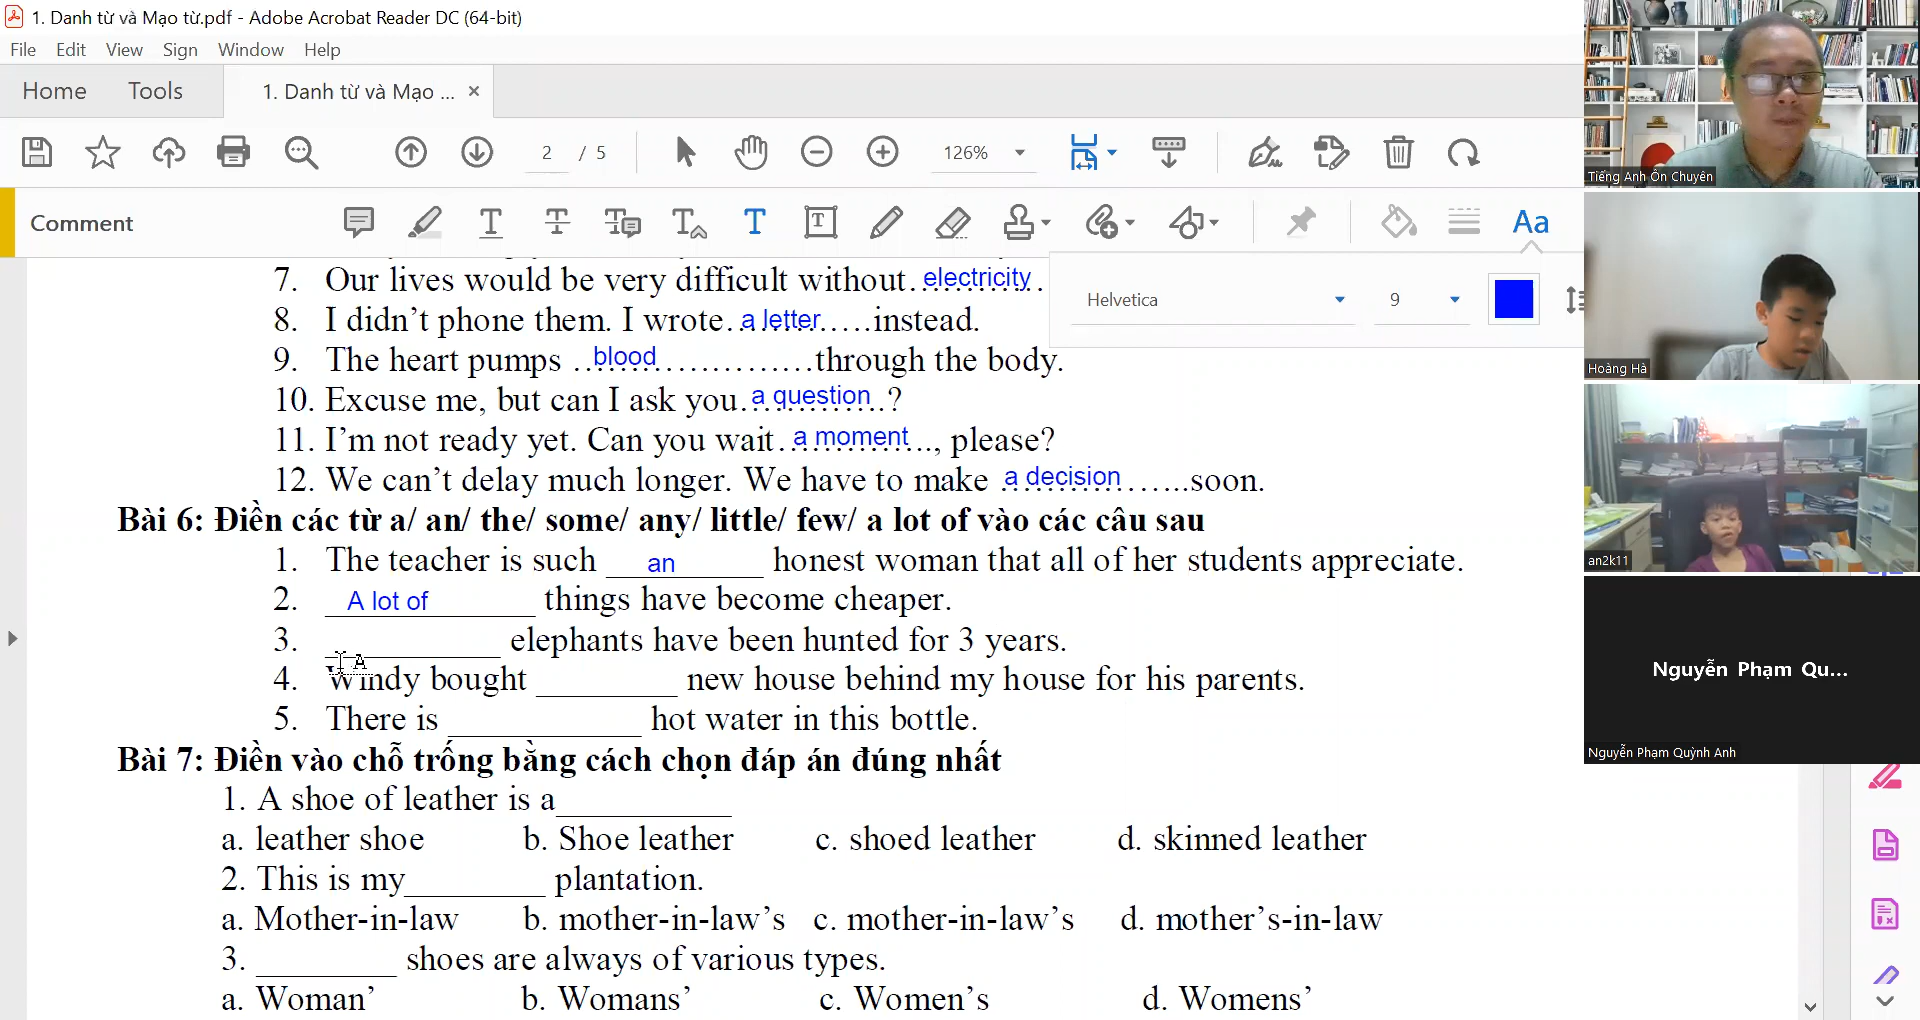 1. Danh từ và Mạo từ.pdf - Adobe Acrobat Reader DC (64-bit)
File Edit View Sign Window Help
Home Tools 1. Danh từ và Mạo ... ×
2 / 5 126%
Comment
Helvetica 9
7. Our lives would be very difficult without…electricity….
8. I didn’t phone them. I wrote…a letter……instead.
9. The heart pumps …blood…………………through the body.
10. Excuse me, but can I ask you…a question….?
11. I’m not ready yet. Can you wait…a moment….., please?
12. We can’t delay much longer. We have to make …a decision……...soon.
Bài 6: Điền các từ a/ an/ the/ some/ any/ little/ few/ a lot of vào các câu sau
1. The teacher is such ___an___ honest woman that all of her students appreciate.
2. ___A lot of___ things have become cheaper.
3. __________ elephants have been hunted for 3 years.
4. Windy bought ________ new house behind my house for his parents.
5. There is ___________ hot water in this bottle.
Bài 7: Điền vào chỗ trống bằng cách chọn đáp án đúng nhất
1. A shoe of leather is a__________
a. leather shoe b. Shoe leather c. shoed leather d. skinned leather
2. This is my________ plantation.
a. Mother-in-law b. mother-in-law’s c. mother-in-law’s d. mother’s-in-law
3. ________ shoes are always of various types.
a. Woman’ b. Womans’ c. Women’s d. Womens’
Tiếng Anh Ôn Chuyên
Hoàng Hà
an2k11
Nguyễn Phạm Qu...
Nguyễn Phạm Quỳnh Anh